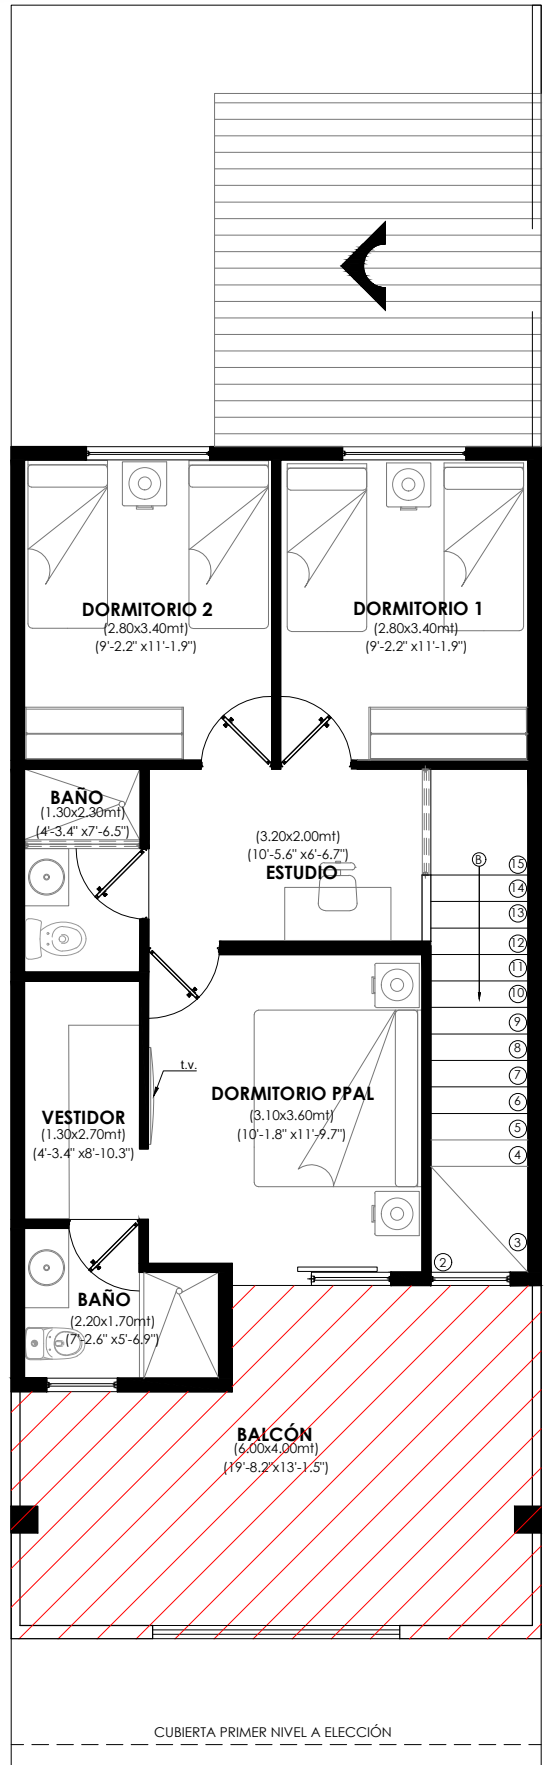 DORMITORIO 2
(2.80x3.40mt)
(9'-2.2" x11'-1.9")
DORMITORIO 1
(2.80x3.40mt)
(9'-2.2" x11'-1.9")
BAÑO
(1.30x2.30mt)
(4'-3.4" x7'-6.5")
(3.20x2.00mt)
(10'-5.6" x6'-6.7")
ESTUDIO
B
15
14
13
12
11
10
9
8
7
6
5
4
3
2
t.v.
DORMITORIO PPAL
(3.10x3.60mt)
(10'-1.8" x11'-9.7")
VESTIDOR
(1.30x2.70mt)
(4'-3.4" x8'-10.3")
BAÑO
(2.20x1.70mt)
(7'-2.6" x5'-6.9")
BALCÓN
(6.00x4.00mt)
(19'-8.2"x13'-1.5")
CUBIERTA PRIMER NIVEL A ELECCIÓN